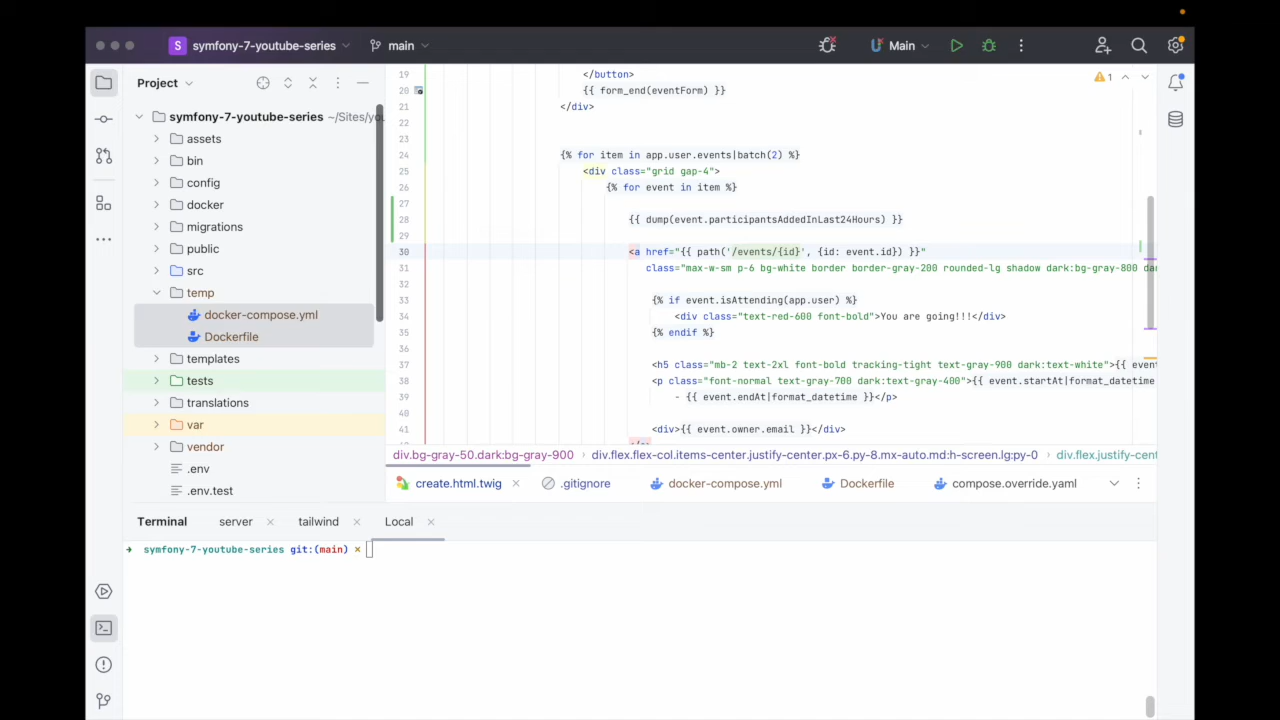 S symfony-7-youtube-series main Main
Project
symfony-7-youtube-series ~/Sites/yo
assets
bin
config
docker
migrations
public
src
temp
docker-compose.yml
Dockerfile
templates
tests
translations
var
vendor
.env
.env.test
19 </button>
20 {{ form_end(eventForm) }}
21 </div>
22
23
24 {% for item in app.user.events|batch(2) %}
25 <div class="grid gap-4">
26 {% for event in item %}
27
28 {{ dump(event.participantsAddedInLast24Hours) }}
29
30 <a href="{{ path('/events/{id}', {id: event.id}) }}"
31 class="max-w-sm p-6 bg-white border border-gray-200 rounded-lg shadow dark:bg-gray-800 da
32
33 {% if event.isAttending(app.user) %}
34 <div class="text-red-600 font-bold">You are going!!!</div>
35 {% endif %}
36
37 <h5 class="mb-2 text-2xl font-bold tracking-tight text-gray-900 dark:text-white">{{ even
38 <p class="font-normal text-gray-700 dark:text-gray-400">{{ event.startAt|format_datetime
39 - {{ event.endAt|format_datetime }}</p>
40
41 <div>{{ event.owner.email }}</div>
1
div.bg-gray-50.dark:bg-gray-900 div.flex.flex-col.items-center.justify-center.px-6.py-8.mx-auto.md:h-screen.lg:py-0 div.flex.justify-cent
create.html.twig .gitignore docker-compose.yml Dockerfile compose.override.yaml
Terminal server tailwind Local
symfony-7-youtube-series git:(main) ×